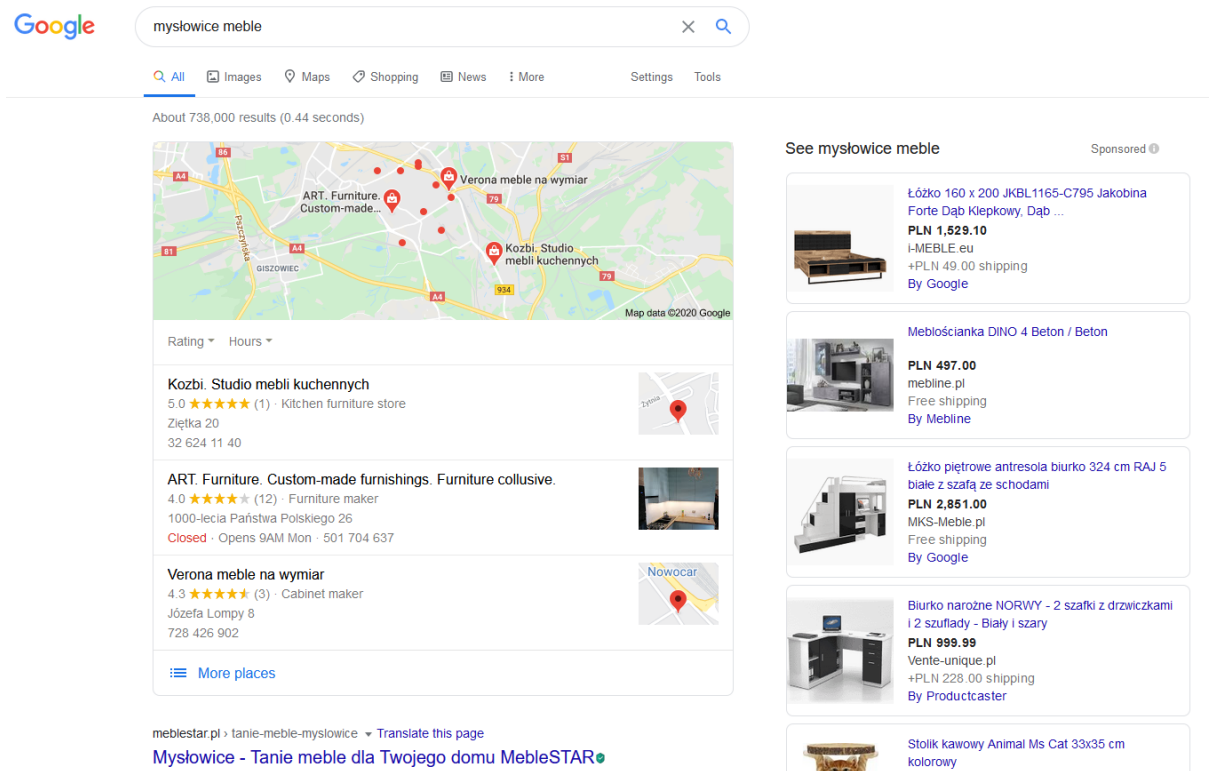 Google
mysłowice meble
All
Images
Maps
Shopping
News
More
Settings
Tools
About 738,000 results (0.44 seconds)
86
S1
A4
Verona meble na wymiar
ART. Furniture.
Custom-made...
79
Pszczyńska
Kozbi. Studio
mebli kuchennych
81
A4
GISZOWIEC
79
934
A4
Map data ©2020 Google
Rating
Hours
Kozbi. Studio mebli kuchennych
5.0 (1) · Kitchen furniture store
Ziętka 20
32 624 11 40
Żytnia
ART. Furniture. Custom-made furnishings. Furniture collusive.
4.0 (12) · Furniture maker
1000-lecia Państwa Polskiego 26
Closed · Opens 9AM Mon · 501 704 637
Verona meble na wymiar
4.3 (3) · Cabinet maker
Józefa Lompy 8
728 426 902
Nowocar
More places
meblestar.pl › tanie-meble-myslowice Translate this page
Mysłowice - Tanie meble dla Twojego domu MebleSTAR
See mysłowice meble
Sponsored
Łóżko 160 x 200 JKBL1165-C795 Jakobina
Forte Dąb Klepkowy, Dąb ...
PLN 1,529.10
i-MEBLE.eu
+PLN 49.00 shipping
By Google
Meblościanka DINO 4 Beton / Beton
PLN 497.00
mebline.pl
Free shipping
By Mebline
Łóżko piętrowe antresola biurko 324 cm RAJ 5
białe z szafą ze schodami
PLN 2,851.00
MKS-Meble.pl
Free shipping
By Google
Biurko narożne NORWY - 2 szafki z drzwiczkami
i 2 szuflady - Biały i szary
PLN 999.99
Vente-unique.pl
+PLN 228.00 shipping
By Productcaster
Stolik kawowy Animal Ms Cat 33x35 cm
kolorowy